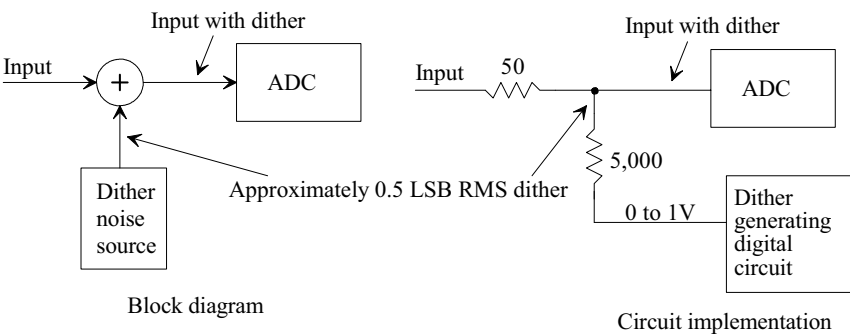 Input with dither
Input
+
ADC
Dither
noise
source
Approximately 0.5 LSB RMS dither
Block diagram
Input with dither
Input
50
ADC
5,000
0 to 1V
Dither
generating
digital
circuit
Circuit implementation